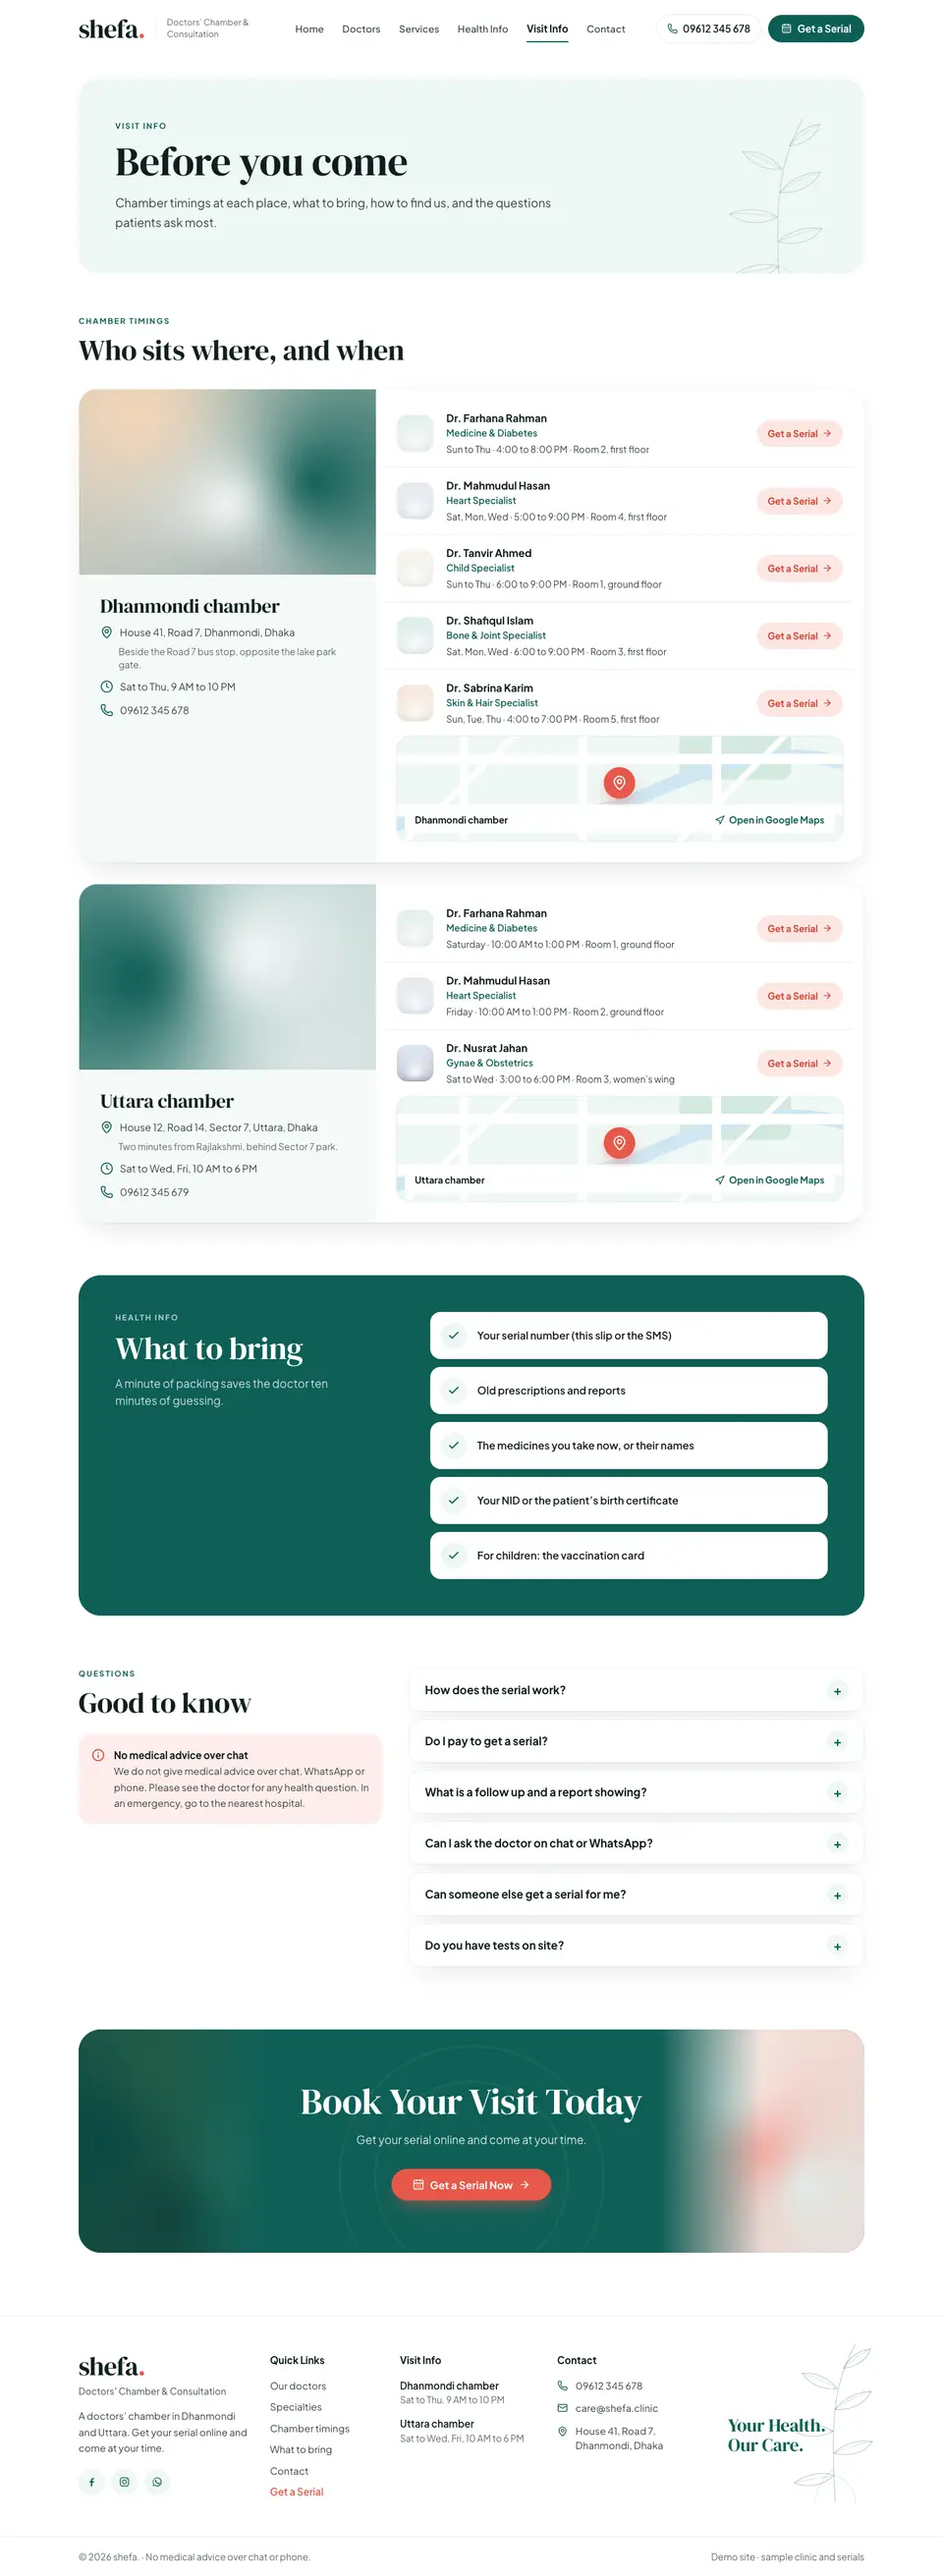 shefa.
Doctors' Chamber &
Consultation
Home
Doctors
Services
Health Info
Visit Info
Contact
09612 345 678
Get a Serial
VISIT INFO
Before you come
Chamber timings at each place, what to bring, how to find us, and the questions
patients ask most.
CHAMBER TIMINGS
Who sits where, and when
Dhanmondi chamber
House 41, Road 7, Dhanmondi, Dhaka
Beside the Road 7 bus stop, opposite the lake park
gate.
Sat to Thu, 9 AM to 10 PM
09612 345 678
Dr. Farhana Rahman
Medicine & Diabetes
Sun to Thu · 4:00 to 8:00 PM · Room 2, first floor
Get a Serial
Dr. Mahmudul Hasan
Heart Specialist
Sat, Mon, Wed · 5:00 to 9:00 PM · Room 4, first floor
Get a Serial
Dr. Tanvir Ahmed
Child Specialist
Sun to Thu · 6:00 to 9:00 PM · Room 1, ground floor
Get a Serial
Dr. Shafiqul Islam
Bone & Joint Specialist
Sat, Mon, Wed · 6:00 to 9:00 PM · Room 3, first floor
Get a Serial
Dr. Sabrina Karim
Skin & Hair Specialist
Sun, Tue, Thu · 4:00 to 7:00 PM · Room 5, first floor
Get a Serial
Dhanmondi chamber
Open in Google Maps
Uttara chamber
House 12, Road 14, Sector 7, Uttara, Dhaka
Two minutes from Rajlakshmi, behind Sector 7 park.
Sat to Wed, Fri, 10 AM to 6 PM
09612 345 679
Dr. Farhana Rahman
Medicine & Diabetes
Saturday · 10:00 AM to 1:00 PM · Room 1, ground floor
Get a Serial
Dr. Mahmudul Hasan
Heart Specialist
Friday · 10:00 AM to 1:00 PM · Room 2, ground floor
Get a Serial
Dr. Nusrat Jahan
Gynae & Obstetrics
Sat to Wed · 3:00 to 6:00 PM · Room 3, women's wing
Get a Serial
Uttara chamber
Open in Google Maps
HEALTH INFO
What to bring
A minute of packing saves the doctor ten
minutes of guessing.
Your serial number (this slip or the SMS)
Old prescriptions and reports
The medicines you take now, or their names
Your NID or the patient's birth certificate
For children: the vaccination card
QUESTIONS
Good to know
No medical advice over chat
We do not give medical advice over chat, WhatsApp or
phone. Please see the doctor for any health question. In
an emergency, go to the nearest hospital.
How does the serial work?
Do I pay to get a serial?
What is a follow up and a report showing?
Can I ask the doctor on chat or WhatsApp?
Can someone else get a serial for me?
Do you have tests on site?
Book Your Visit Today
Get your serial online and come at your time.
Get a Serial Now
shefa.
Doctors' Chamber & Consultation
A doctors' chamber in Dhanmondi
and Uttara. Get your serial online and
come at your time.
Quick Links
Our doctors
Specialties
Chamber timings
What to bring
Contact
Get a Serial
Visit Info
Dhanmondi chamber
Sat to Thu, 9 AM to 10 PM
Uttara chamber
Sat to Wed, Fri, 10 AM to 6 PM
Contact
09612 345 678
care@shefa.clinic
House 41, Road 7,
Dhanmondi, Dhaka
Your Health.
Our Care.
© 2026 shefa. · No medical advice over chat or phone.
Demo site · sample clinic and serials